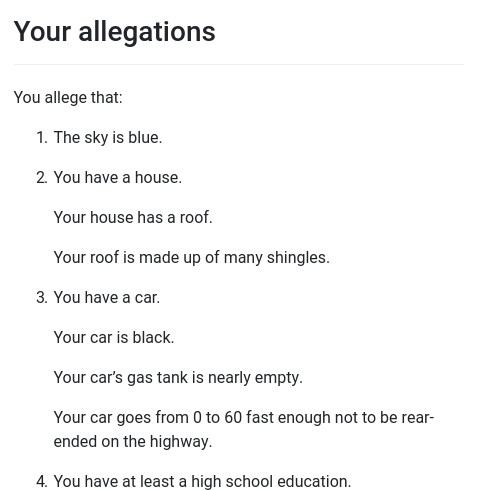 Your allegations
You allege that:
1. The sky is blue.
2. You have a house.
Your house has a roof.
Your roof is made up of many shingles.
3. You have a car.
Your car is black.
Your car’s gas tank is nearly empty.
Your car goes from 0 to 60 fast enough not to be rear-
ended on the highway.
4. You have at least a high school education.